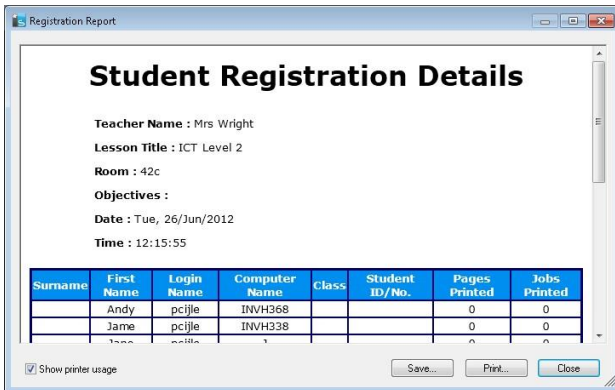 Registration Report
Student Registration Details
Teacher Name : Mrs Wright
Lesson Title : ICT Level 2
Room : 42c
Objectives :
Date : Tue, 26/Jun/2012
Time : 12:15:55
Surname First Name Login Name Computer Name Class Student ID/No. Pages Printed Jobs Printed
Andy pcijle INVH368 0 0
Jame pcijle INVH338 0 0
Show printer usage Save... Print... Close